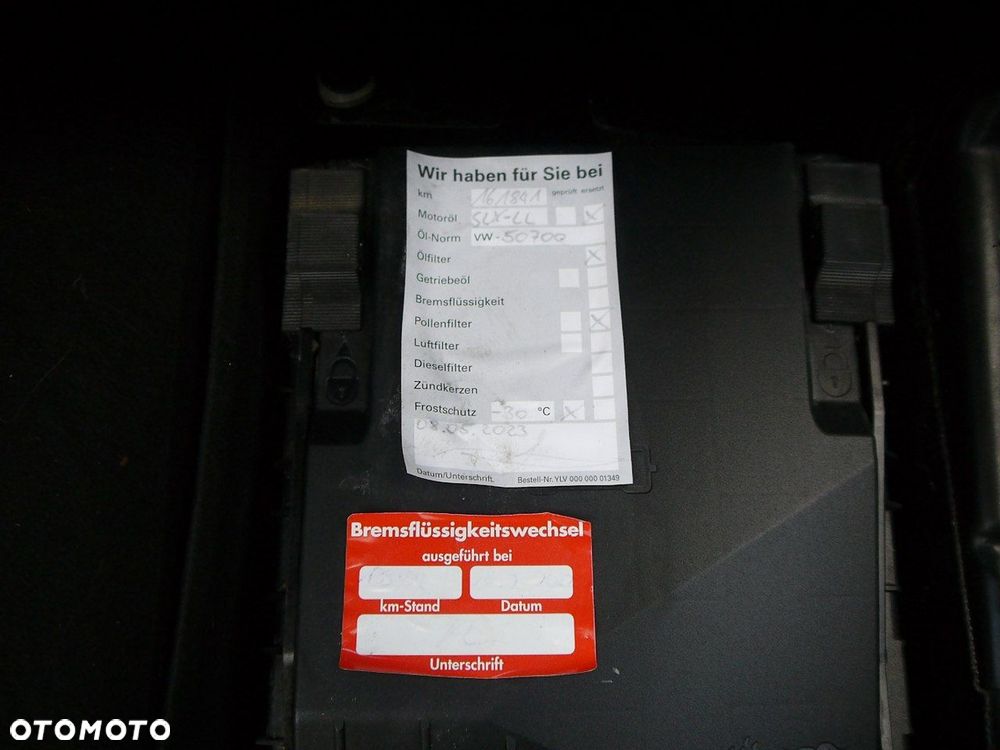 Wir haben für Sie bei
km 161841 geprüft ersetzt
Motoröl SLX-LL
Öl-Norm VW-50700
Ölfilter
Getriebeöl
Bremsflüssigkeit
Pollenfilter
Luftfilter
Dieselfilter
Zündkerzen
Frostschutz -30 °C
08.05.2023
Datum/Unterschrift. Bestell-Nr. YLV 000 000 01349
Bremsflüssigkeitswechsel
ausgeführt bei
km-Stand Datum
Unterschrift
OTOMOTO